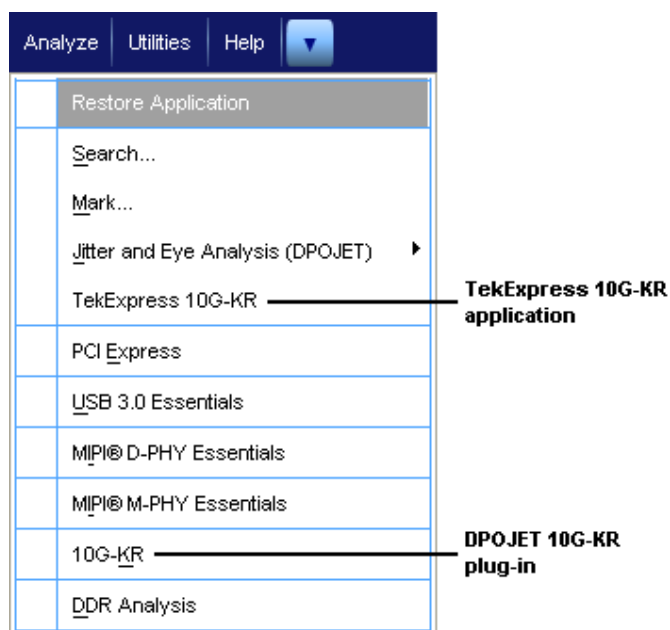 Analyze Utilities Help
Restore Application
Search...
Mark...
Jitter and Eye Analysis (DPOJET)
TekExpress 10G-KR
TekExpress 10G-KR
application
PCI Express
USB 3.0 Essentials
MIPI® D-PHY Essentials
MIPI® M-PHY Essentials
10G-KR
DPOJET 10G-KR
plug-in
DDR Analysis